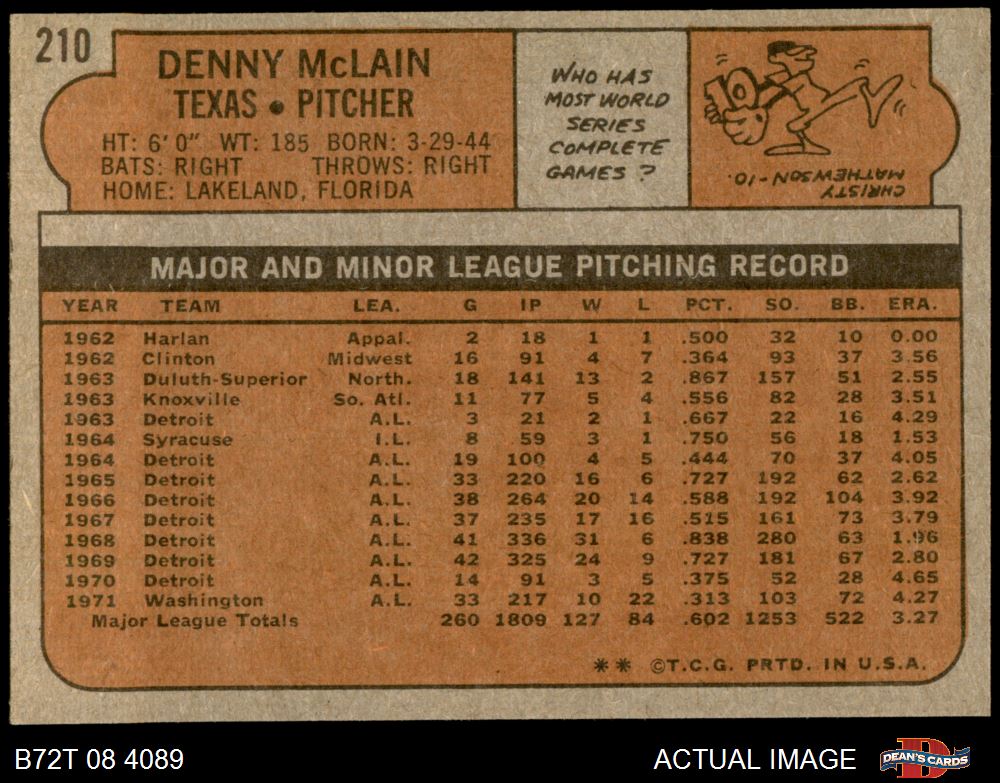 210
DENNY McLAIN
TEXAS • PITCHER
HT: 6' 0" WT: 185 BORN: 3-29-44
BATS: RIGHT THROWS: RIGHT
HOME: LAKELAND, FLORIDA
WHO HAS
MOST WORLD
SERIES
COMPLETE
GAMES ?
10
CHRISTY
MATHEWSON-10.
MAJOR AND MINOR LEAGUE PITCHING RECORD
YEAR TEAM LEA. G IP W L PCT. SO. BB. ERA.
1962 Harlan Appal. 2 18 1 1 .500 32 10 0.00
1962 Clinton Midwest 16 91 4 7 .364 93 37 3.56
1963 Duluth-Superior North. 18 141 13 2 .867 157 51 2.55
1963 Knoxville So. Atl. 11 77 5 4 .556 82 28 3.51
1963 Detroit A.L. 3 21 2 1 .667 22 16 4.29
1964 Syracuse I.L. 8 59 3 1 .750 56 18 1.53
1964 Detroit A.L. 19 100 4 5 .444 70 37 4.05
1965 Detroit A.L. 33 220 16 6 .727 192 62 2.62
1966 Detroit A.L. 38 264 20 14 .588 192 104 3.92
1967 Detroit A.L. 37 235 17 16 .515 161 73 3.79
1968 Detroit A.L. 41 336 31 6 .838 280 63 1.96
1969 Detroit A.L. 42 325 24 9 .727 181 67 2.80
1970 Detroit A.L. 14 91 3 5 .375 52 28 4.65
1971 Washington A.L. 33 217 10 22 .313 103 72 4.27
Major League Totals 260 1809 127 84 .602 1253 522 3.27
** ©T.C.G. PRTD. IN U.S.A.
B72T 08 4089 ACTUAL IMAGE
D
DEAN'S CARDS